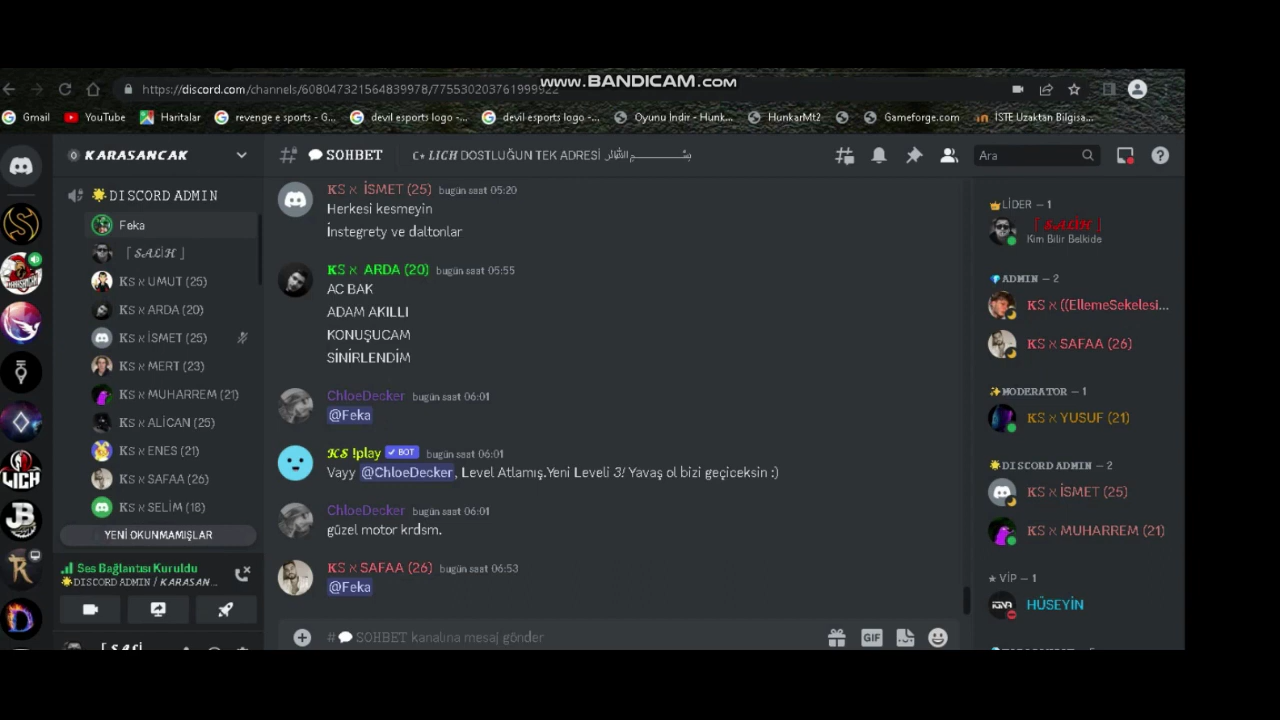 www.BANDICAM.com
https://discord.com/channels/608047321564839978/775530203761999922
Gmail
YouTube
Haritalar
revenge e sports - G...
devil esports logo -...
devil esports logo -...
Oyunu İndir - Hunk...
HunkarMt2
Gameforge.com
İSTE Uzaktan Bilgisa...
KARASANCAK
SOHBET
LICH DOSTLUĞUN TEK ADRESİ
Ara
DISCORD ADMIN
Feka
「 SALİH 」
KS × UMUT (25)
KS × ARDA (20)
KS × İSMET (25)
KS × MERT (23)
KS × MUHARREM (21)
KS × ALİCAN (25)
KS × ENES (21)
KS × SAFAA (26)
KS × SELİM (18)
YENİ OKUNMAMIŞLAR
Ses Bağlantısı Kuruldu
DISCORD ADMIN / KARASAN...
KS × İSMET (25) bugün saat 05:20
Herkesi kesmeyin
İnstegrety ve daltonlar
KS × ARDA (20) bugün saat 05:55
AC BAK
ADAM AKILLI
KONUŞUCAM
SİNİRLENDİM
ChloeDecker bugün saat 06:01
@Feka
KS !play BOT bugün saat 06:01
Vayy @ChloeDecker, Level Atlamış.Yeni Leveli 3! Yavaş ol bizi geçiceksin :)
ChloeDecker bugün saat 06:01
güzel motor krdsm.
KS × SAFAA (26) bugün saat 06:53
@Feka
# SOHBET kanalına mesaj gönder
GIF
LİDER – 1
「 SALİH 」
Kim Bilir Belkide
ADMIN – 2
KS × ((EllemeSekelesi...
KS × SAFAA (26)
MODERATOR – 1
KS × YUSUF (21)
DISCORD ADMIN – 2
KS × İSMET (25)
KS × MUHARREM (21)
VİP – 1
HÜSEYİN
LICH
JB